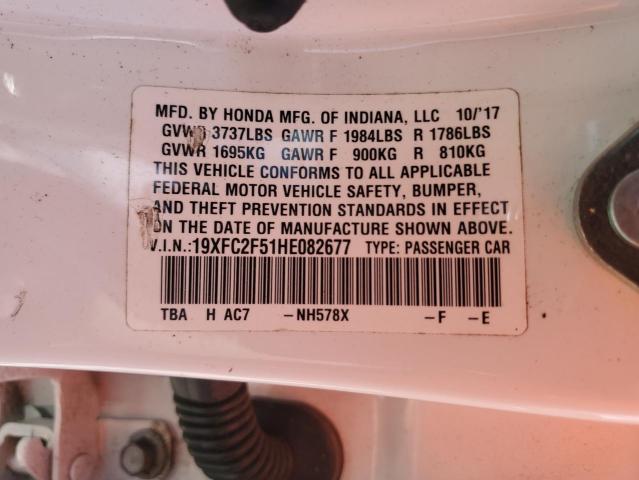 MFD. BY HONDA MFG. OF INDIANA, LLC 10/'17
GVWR 3737LBS GAWR F 1984LBS R 1786LBS
GVWR 1695KG GAWR F 900KG R 810KG
THIS VEHICLE CONFORMS TO ALL APPLICABLE
FEDERAL MOTOR VEHICLE SAFETY, BUMPER,
AND THEFT PREVENTION STANDARDS IN EFFECT
ON THE DATE OF MANUFACTURE SHOWN ABOVE.
V.I.N.:19XFC2F51HE082677 TYPE: PASSENGER CAR
TBA H AC7 -NH578X -F -E